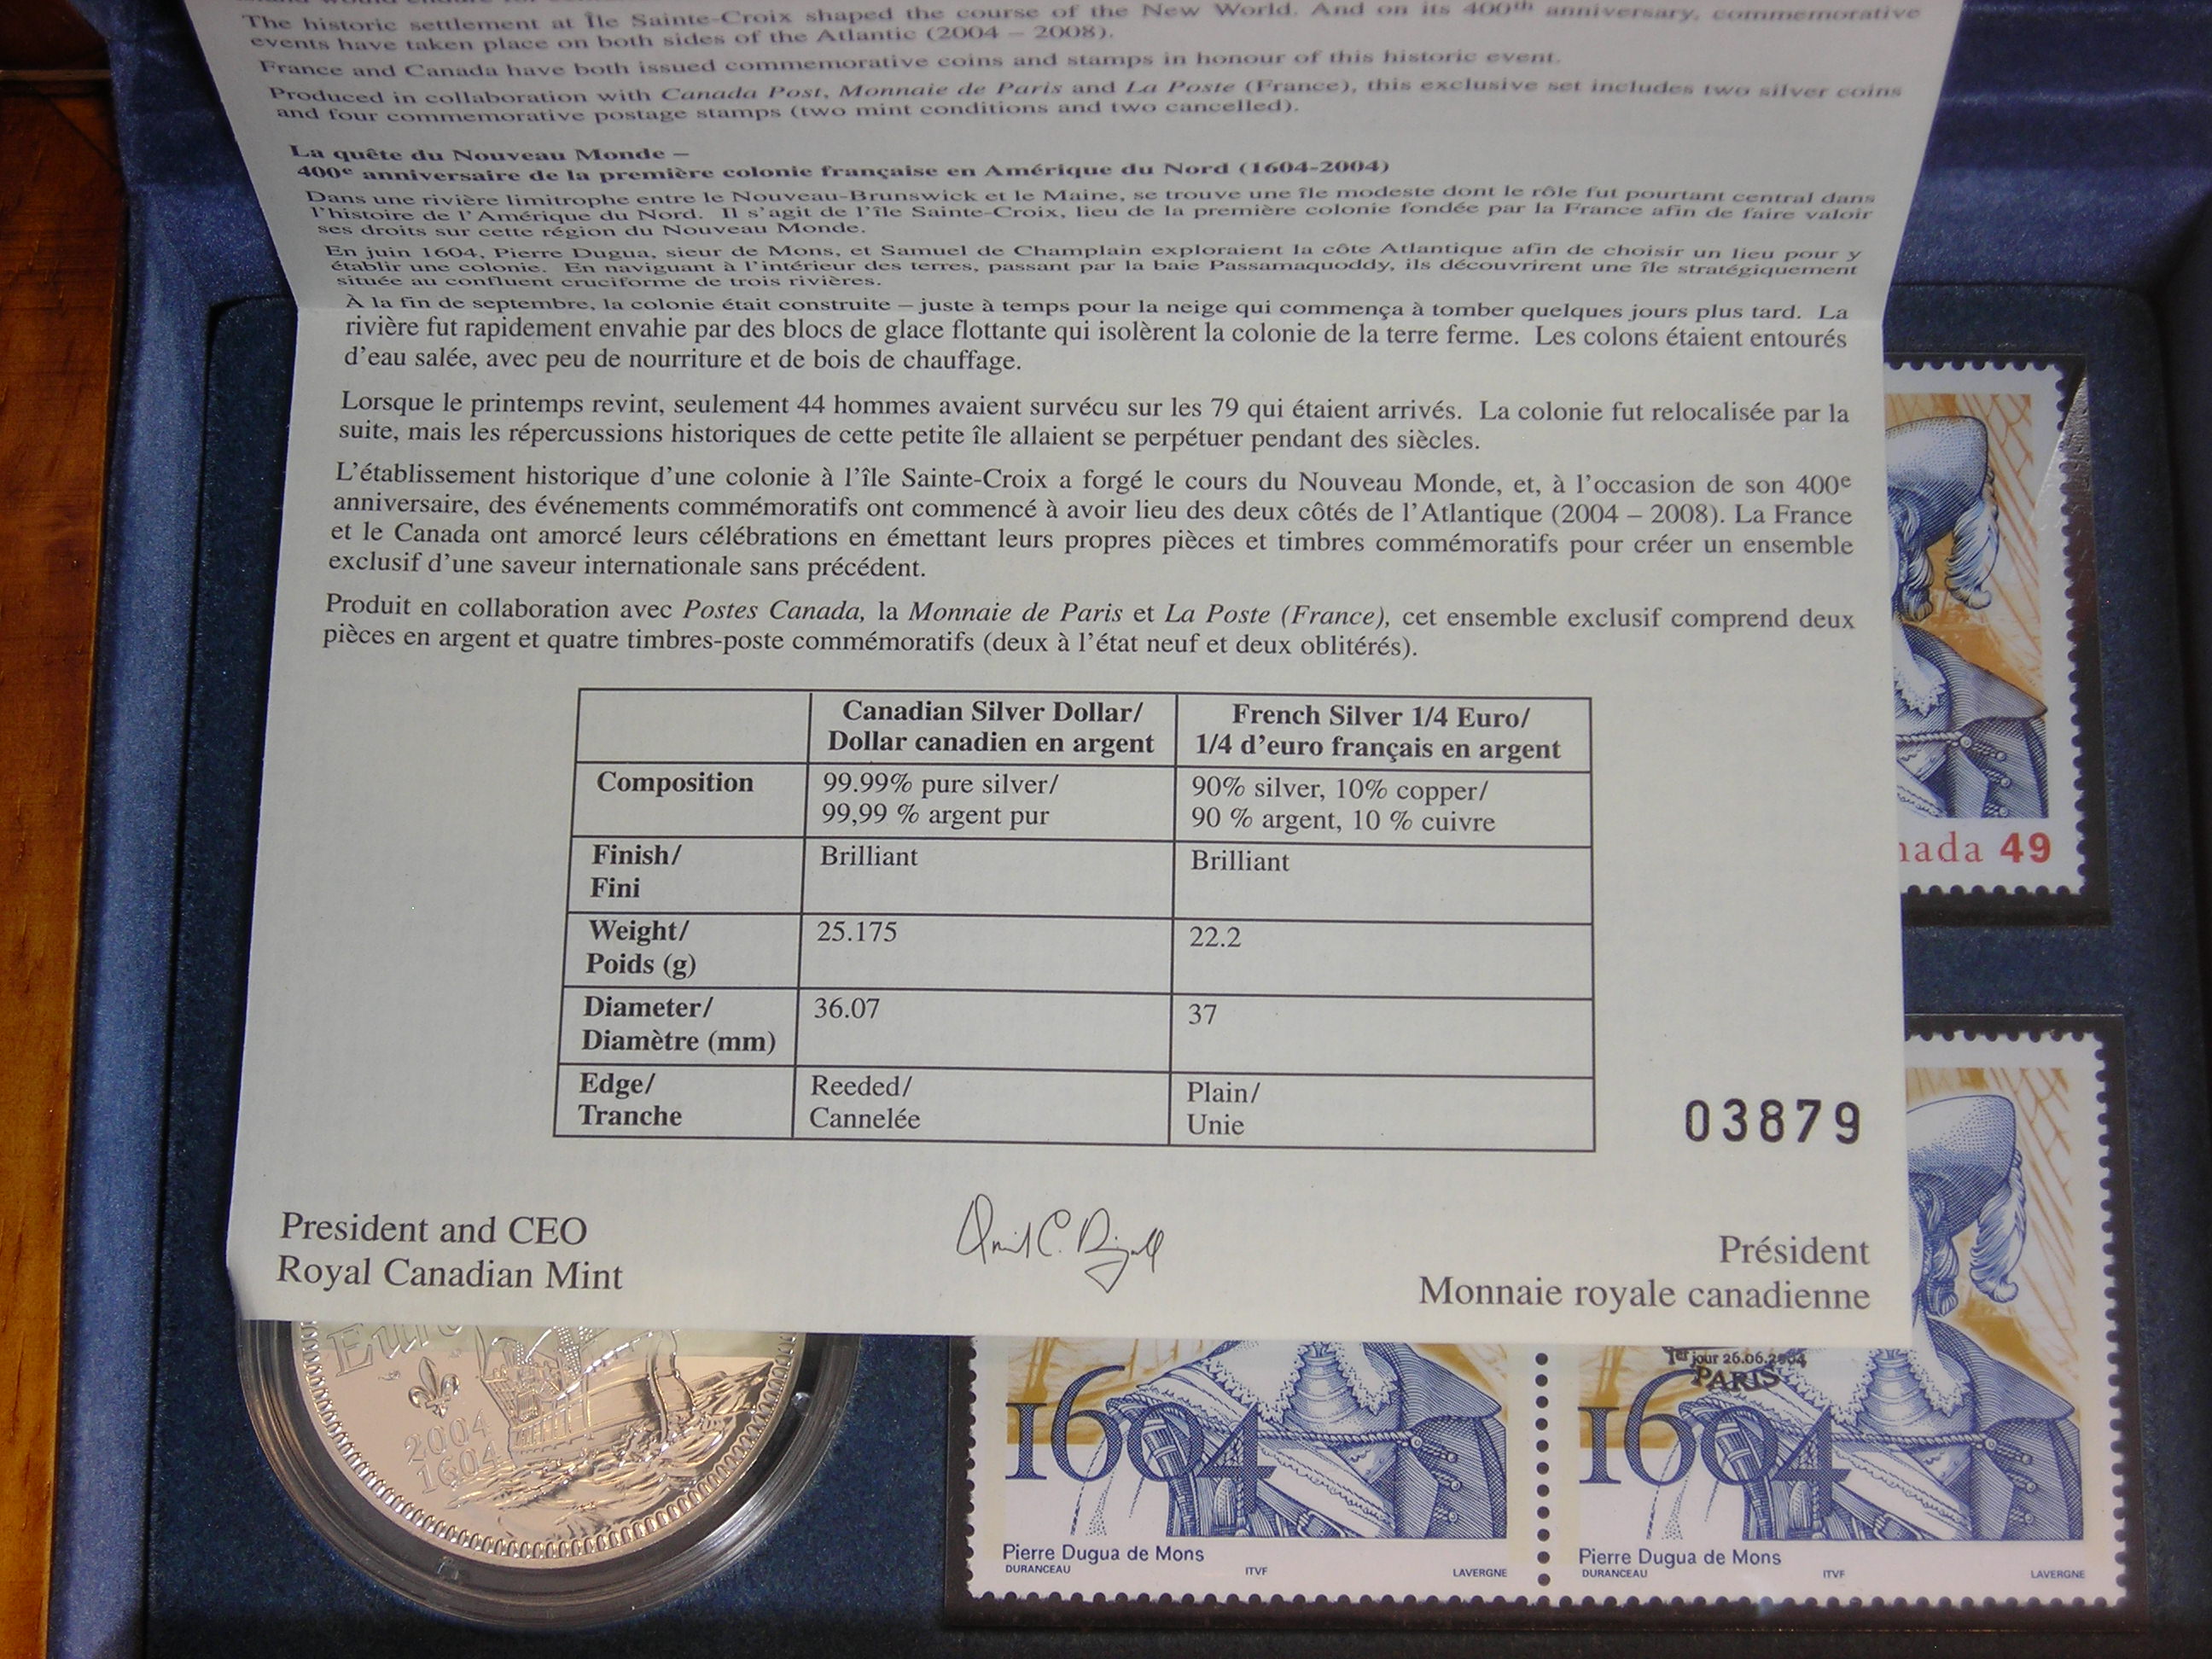 The historic settlement at Île Sainte-Croix shaped the course of the New World. And on its 400th anniversary, commemorative
events have taken place on both sides of the Atlantic (2004 – 2008).
France and Canada have both issued commemorative coins and stamps in honour of this historic event.
Produced in collaboration with Canada Post, Monnaie de Paris and La Poste (France), this exclusive set includes two silver coins
and four commemorative postage stamps (two mint conditions and two cancelled).
La quête du Nouveau Monde –
400e anniversaire de la première colonie française en Amérique du Nord (1604-2004)
Dans une rivière limitrophe entre le Nouveau-Brunswick et le Maine, se trouve une île modeste dont le rôle fut pourtant central dans
l'histoire de l'Amérique du Nord. Il s'agit de l'île Sainte-Croix, lieu de la première colonie fondée par la France afin de faire valoir
ses droits sur cette région du Nouveau Monde.
En juin 1604, Pierre Dugua, sieur de Mons, et Samuel de Champlain exploraient la côte Atlantique afin de choisir un lieu pour y
établir une colonie. En naviguant à l'intérieur des terres, passant par la baie Passamaquoddy, ils découvrirent une île stratégiquement
située au confluent cruciforme de trois rivières.
À la fin de septembre, la colonie était construite – juste à temps pour la neige qui commença à tomber quelques jours plus tard. La
rivière fut rapidement envahie par des blocs de glace flottante qui isolèrent la colonie de la terre ferme. Les colons étaient entourés
d'eau salée, avec peu de nourriture et de bois de chauffage.
Lorsque le printemps revint, seulement 44 hommes avaient survécu sur les 79 qui étaient arrivés. La colonie fut relocalisée par la
suite, mais les répercussions historiques de cette petite île allaient se perpétuer pendant des siècles.
L'établissement historique d'une colonie à l'île Sainte-Croix a forgé le cours du Nouveau Monde, et, à l'occasion de son 400e
anniversaire, des événements commémoratifs ont commencé à avoir lieu des deux côtés de l'Atlantique (2004 – 2008). La France
et le Canada ont amorcé leurs célébrations en émettant leurs propres pièces et timbres commémoratifs pour créer un ensemble
exclusif d'une saveur internationale sans précédent.
Produit en collaboration avec Postes Canada, la Monnaie de Paris et La Poste (France), cet ensemble exclusif comprend deux
pièces en argent et quatre timbres-poste commémoratifs (deux à l'état neuf et deux oblitérés).
Canadian Silver Dollar/
Dollar canadien en argent
French Silver 1/4 Euro/
1/4 d'euro français en argent
Composition
99.99% pure silver/
99,99 % argent pur
90% silver, 10% copper/
90 % argent, 10 % cuivre
Finish/
Fini
Brilliant
Brilliant
Weight/
Poids (g)
25.175
22.2
Diameter/
Diamètre (mm)
36.07
37
Edge/
Tranche
Reeded/
Cannelée
Plain/
Unie
03879
President and CEO
Royal Canadian Mint
Président
Monnaie royale canadienne
nada 49
Euro
2004
1604
1604
Pierre Dugua de Mons
DURANCEAU ITVF LAVERGNE
1er jour 26.06.2004
PARIS
1604
Pierre Dugua de Mons
DURANCEAU ITVF LAVERGNE